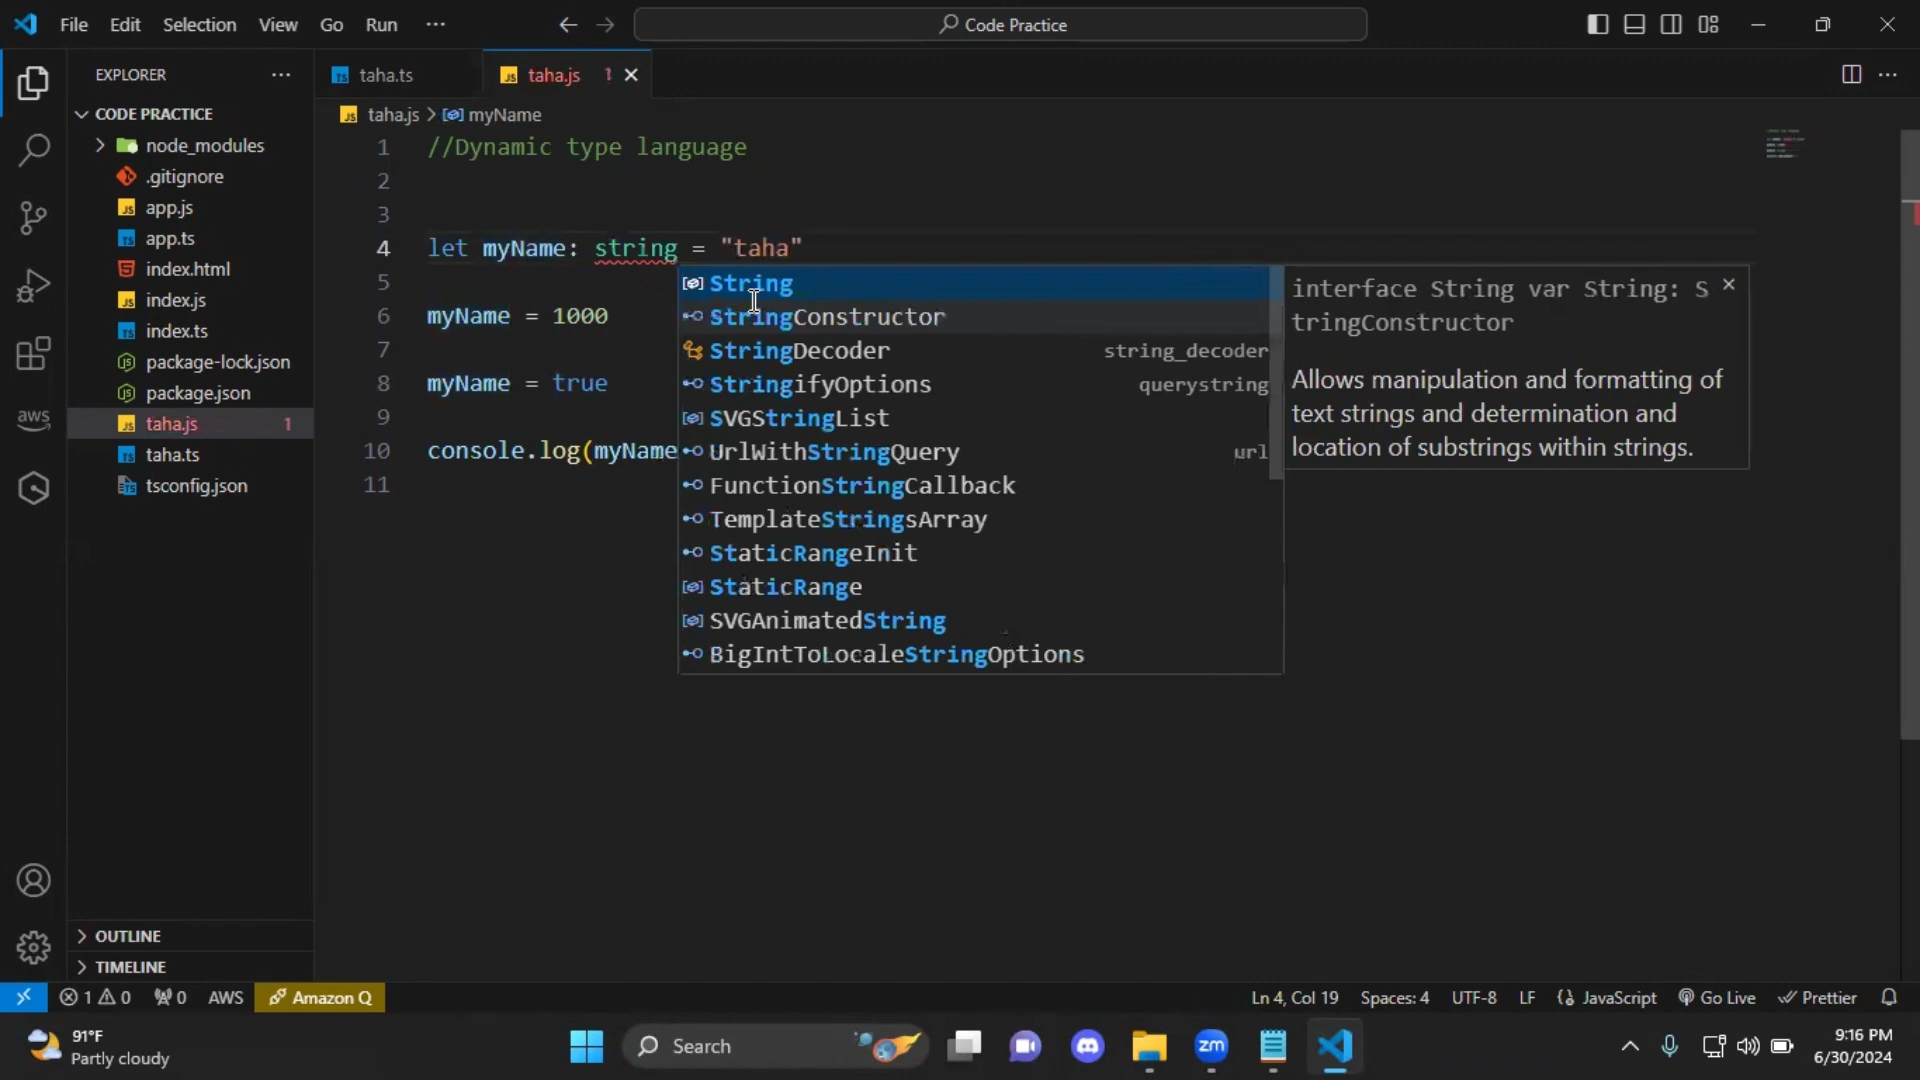 File Edit Selection View Go Run ···
Code Practice
EXPLORER ···
CODE PRACTICE
node_modules
.gitignore
app.js
app.ts
index.html
index.js
index.ts
package-lock.json
package.json
taha.js 1
taha.ts
tsconfig.json
OUTLINE
TIMELINE
TS taha.ts
JS taha.js 1
JS taha.js > myName
1 //Dynamic type language
2
3
4 let myName: string = "taha"
5
6 myName = 1000
7
8 myName = true
9
10 console.log(myName
11
String
StringConstructor
StringDecoder string_decoder
StringifyOptions querystring
SVGStringList
UrlWithStringQuery url
FunctionStringCallback
TemplateStringsArray
StaticRangeInit
StaticRange
SVGAnimatedString
BigIntToLocaleStringOptions
interface String var String: S
tringConstructor
Allows manipulation and formatting of
text strings and determination and
location of substrings within strings.
aws
1 0 0 AWS Amazon Q
Ln 4, Col 19 Spaces: 4 UTF-8 LF JavaScript Go Live Prettier
91°F
Partly cloudy
Search
zm
9:16 PM
6/30/2024